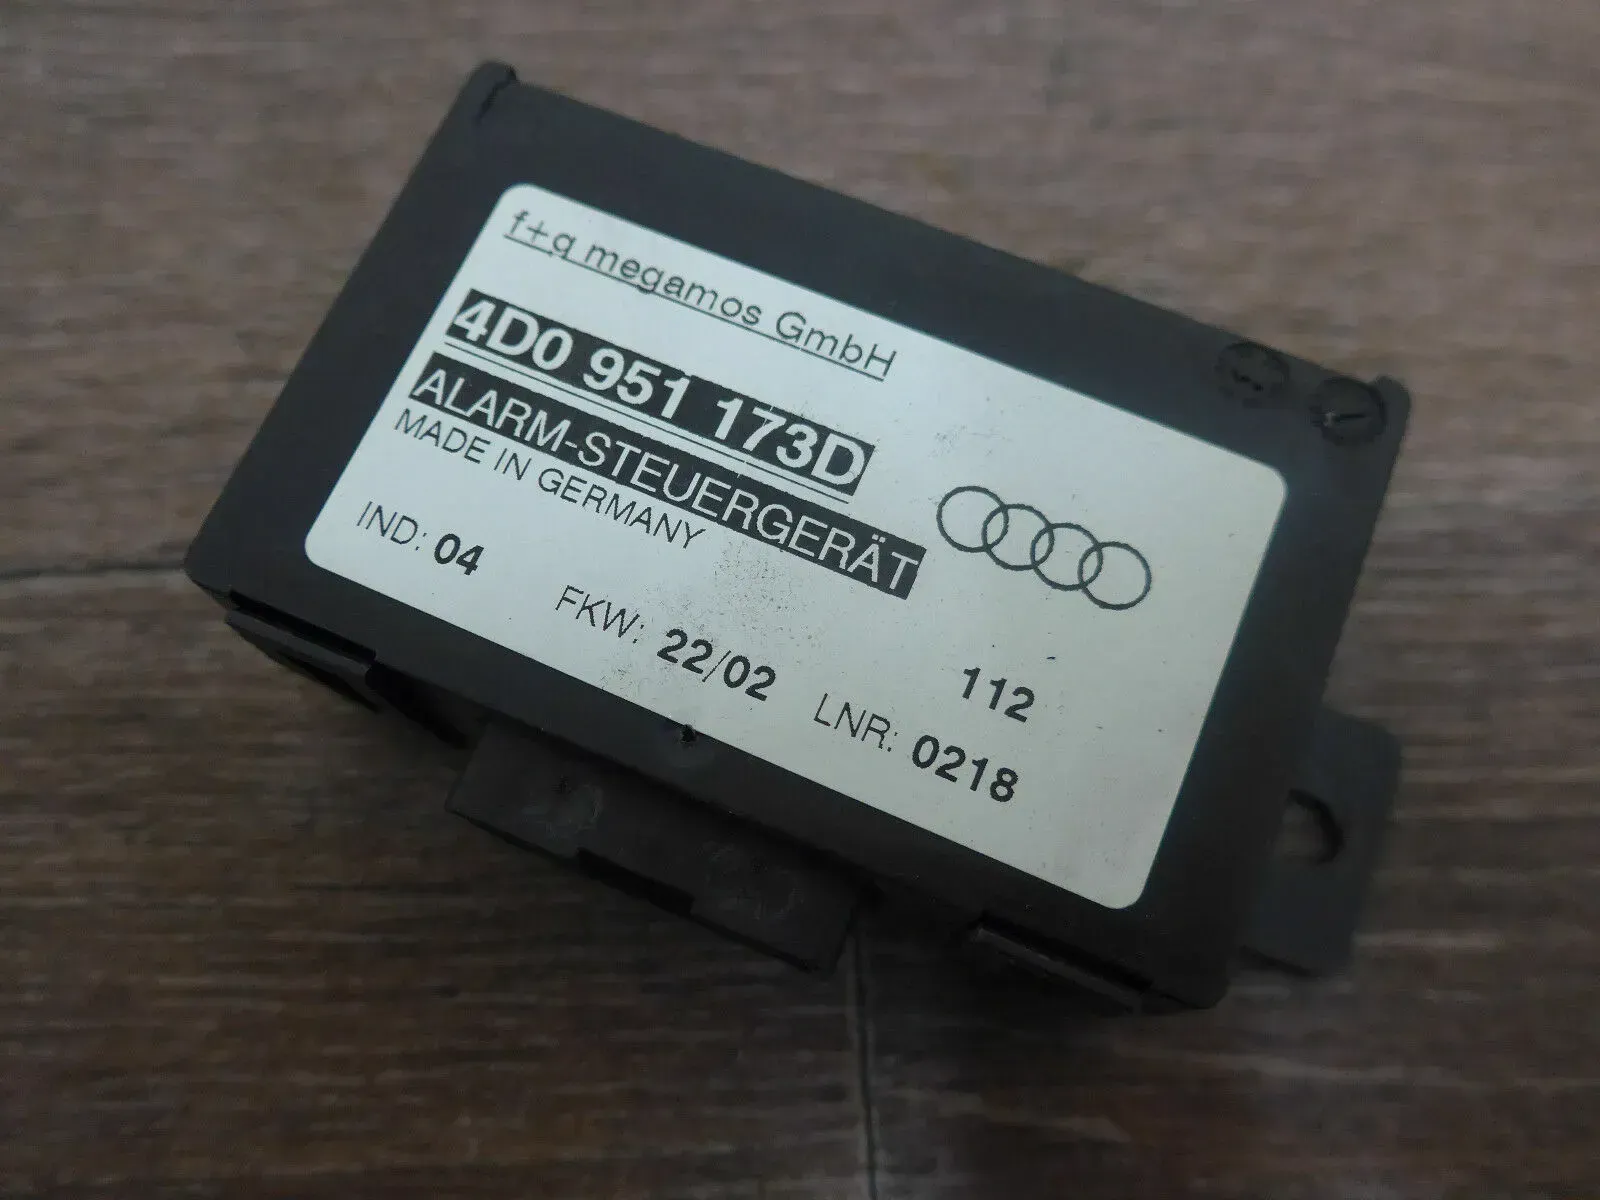 f+g megamos GmbH
4D0 951 173D
ALARM-STEUERGERÄT
MADE IN GERMANY
112
IND: 04 FKW: 22/02 LNR: 0218